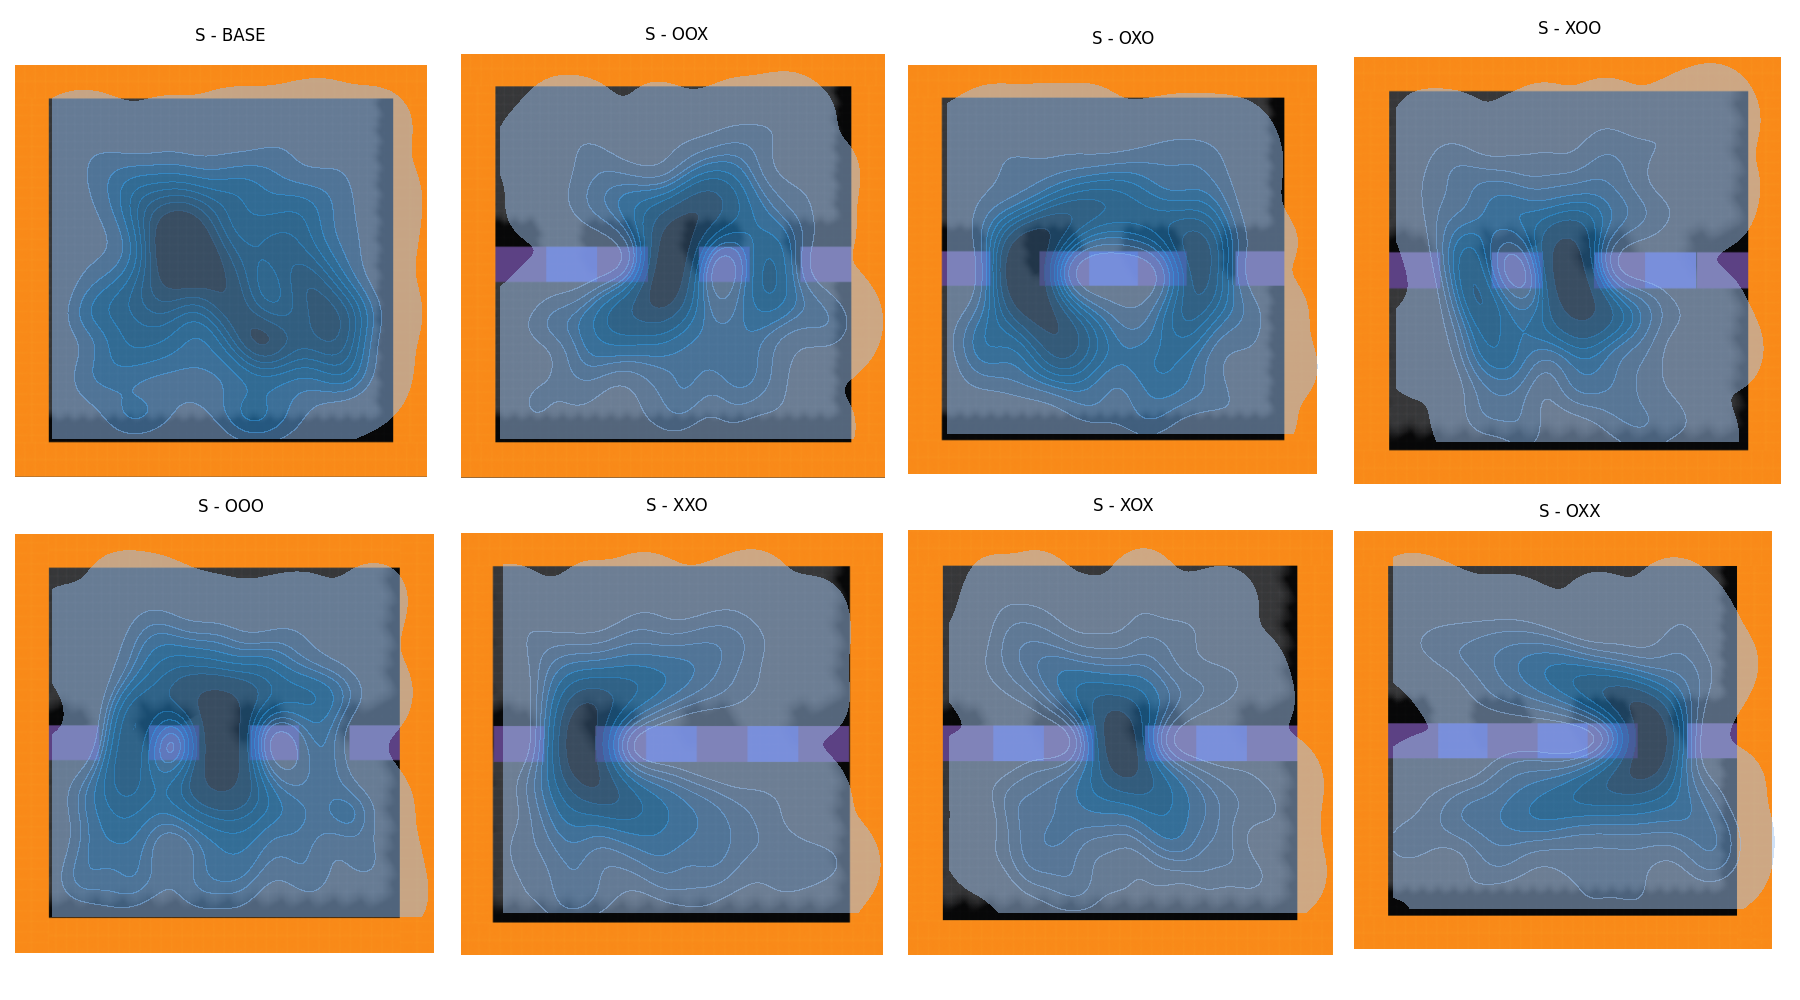 S - BASE
S - OOX
S - OXO
S - XOO
S - OOO
S - XXO
S - XOX
S - OXX